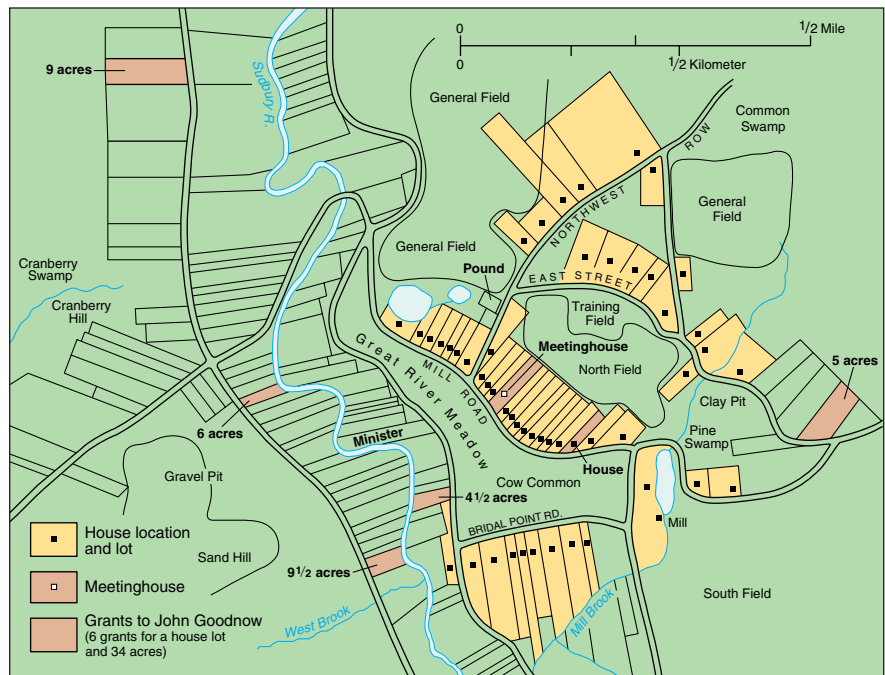 0
1/2 Mile
0
1/2 Kilometer
9 acres
Sudbury R.
General Field
Common
Swamp
NORTHWEST ROW
General
Field
General Field
Pound
EAST STREET
Cranberry
Swamp
Cranberry
Hill
Training
Field
Meetinghouse
North Field
MILL ROAD
Great River Meadow
5 acres
Clay Pit
6 acres
Minister
Pine
Swamp
House
Gravel Pit
Cow Common
4 1/2 acres
BRIDAL POINT RD.
Mill
House location
and lot
Sand Hill
9 1/2 acres
Meetinghouse
South Field
West Brook
Mill Brook
Grants to John Goodnow
(6 grants for a house lot
and 34 acres)